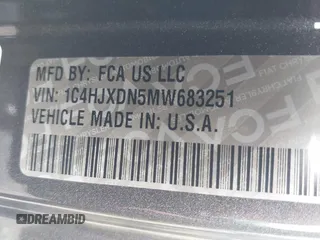 MFD BY: FCA US LLC
VIN: 1C4HJXDN5MW683251
VEHICLE MADE IN: U.S.A.
DREAMBID